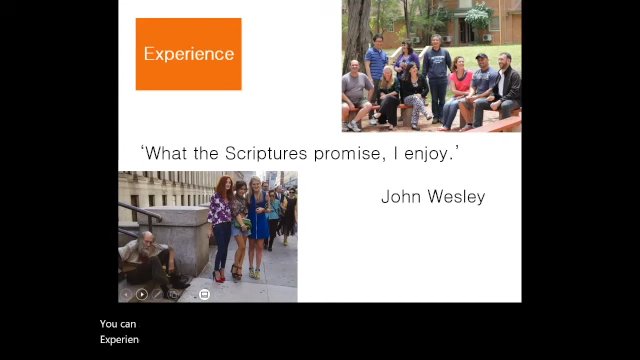 Experience
‘What the Scriptures promise, I enjoy.’
John Wesley
You can
Experien